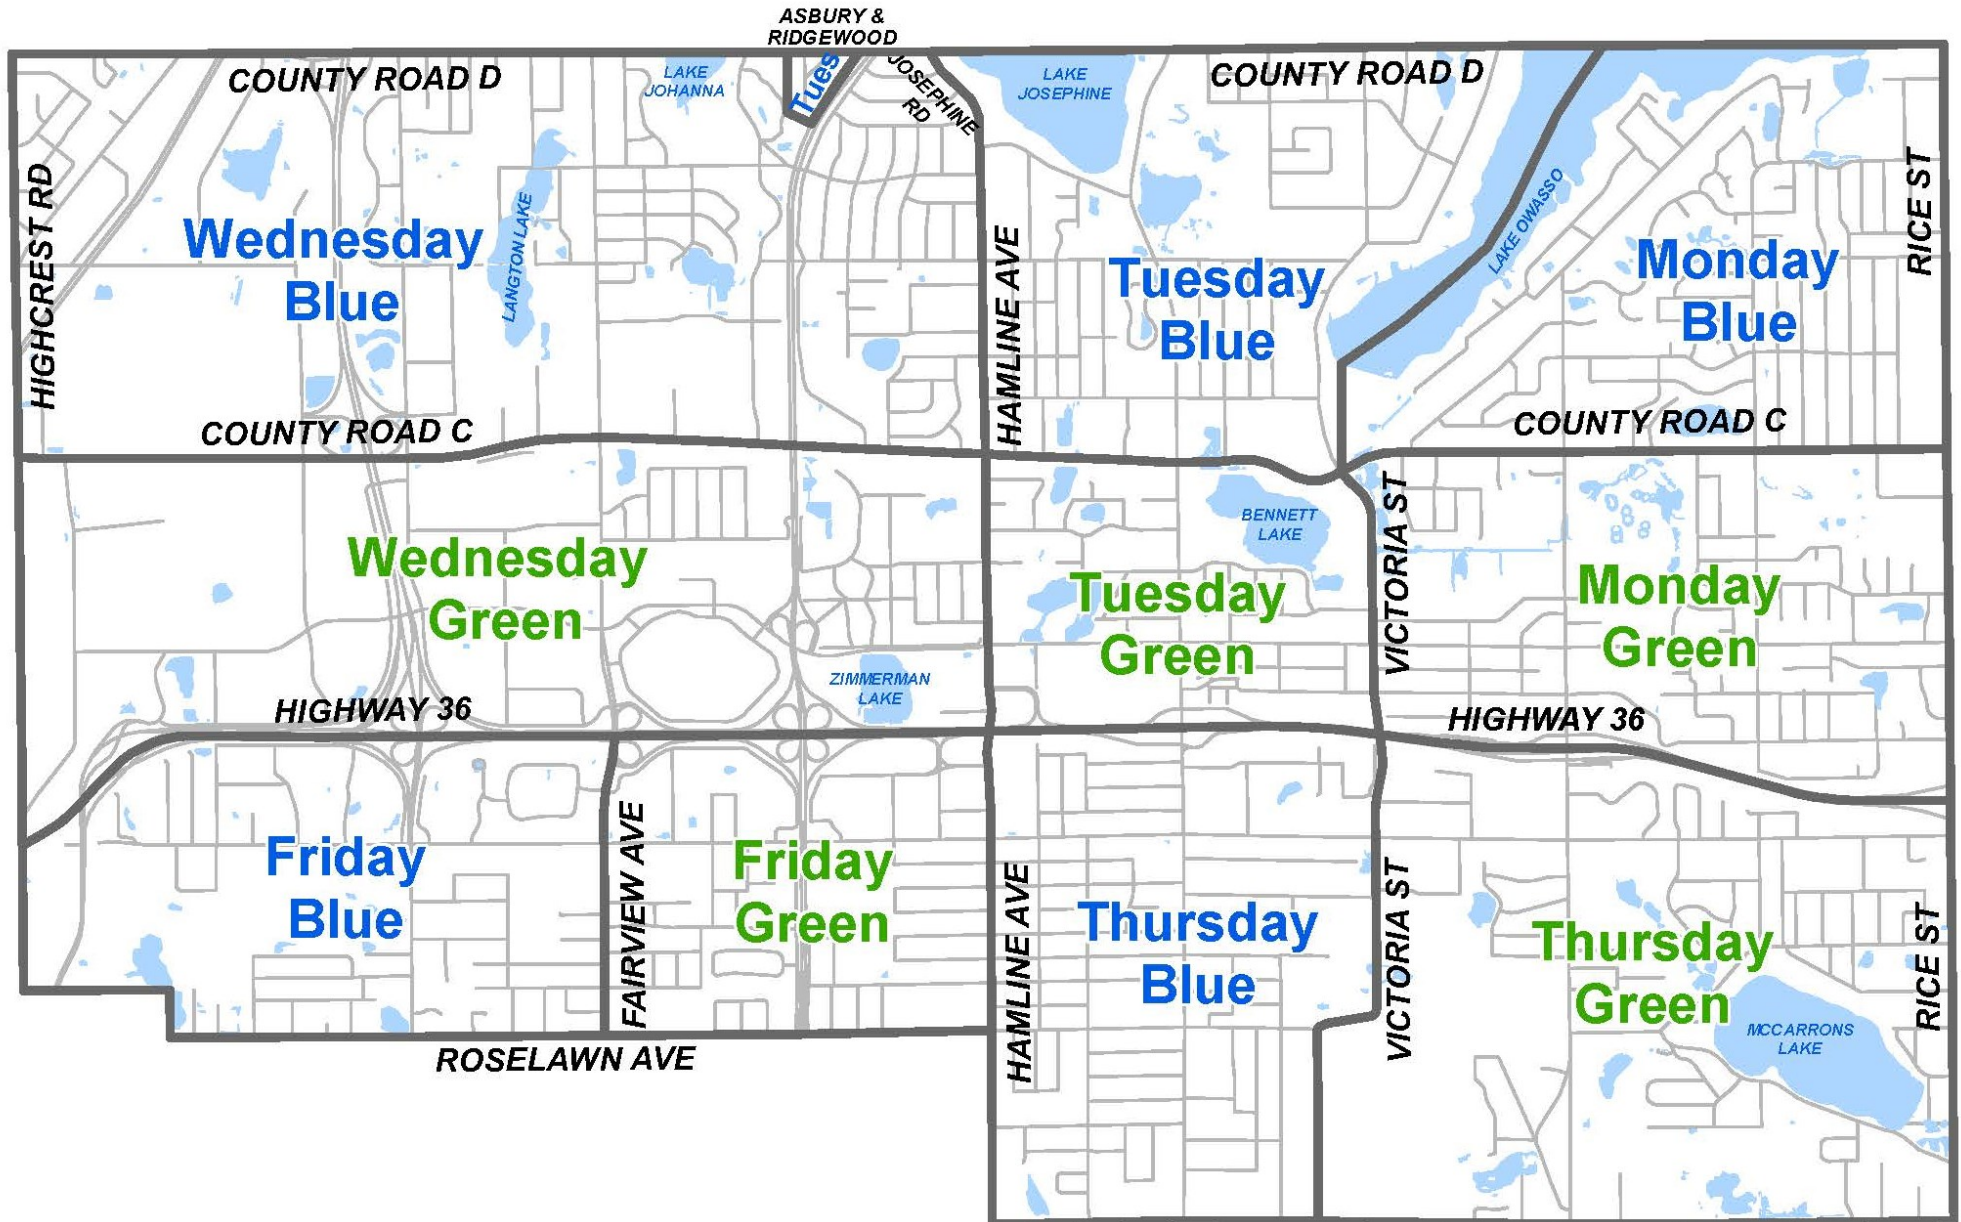 ASBURY &
RIDGEWOOD
COUNTY ROAD D
LAKE
JOHANNA
Tues
JOSEPHINE
RD
LAKE
JOSEPHINE
COUNTY ROAD D
HIGHCREST RD
Wednesday
Blue
LANGTON LAKE
HAMLINE AVE
Tuesday
Blue
LAKE OWASSO
Monday
Blue
RICE ST
COUNTY ROAD C
COUNTY ROAD C
Wednesday
Green
BENNETT
LAKE
Tuesday
Green
VICTORIA ST
Monday
Green
ZIMMERMAN
LAKE
HIGHWAY 36
HIGHWAY 36
Friday
Blue
FAIRVIEW AVE
Friday
Green
HAMLINE AVE
Thursday
Blue
VICTORIA ST
Thursday
Green
RICE ST
MCCARRONS
LAKE
ROSELAWN AVE